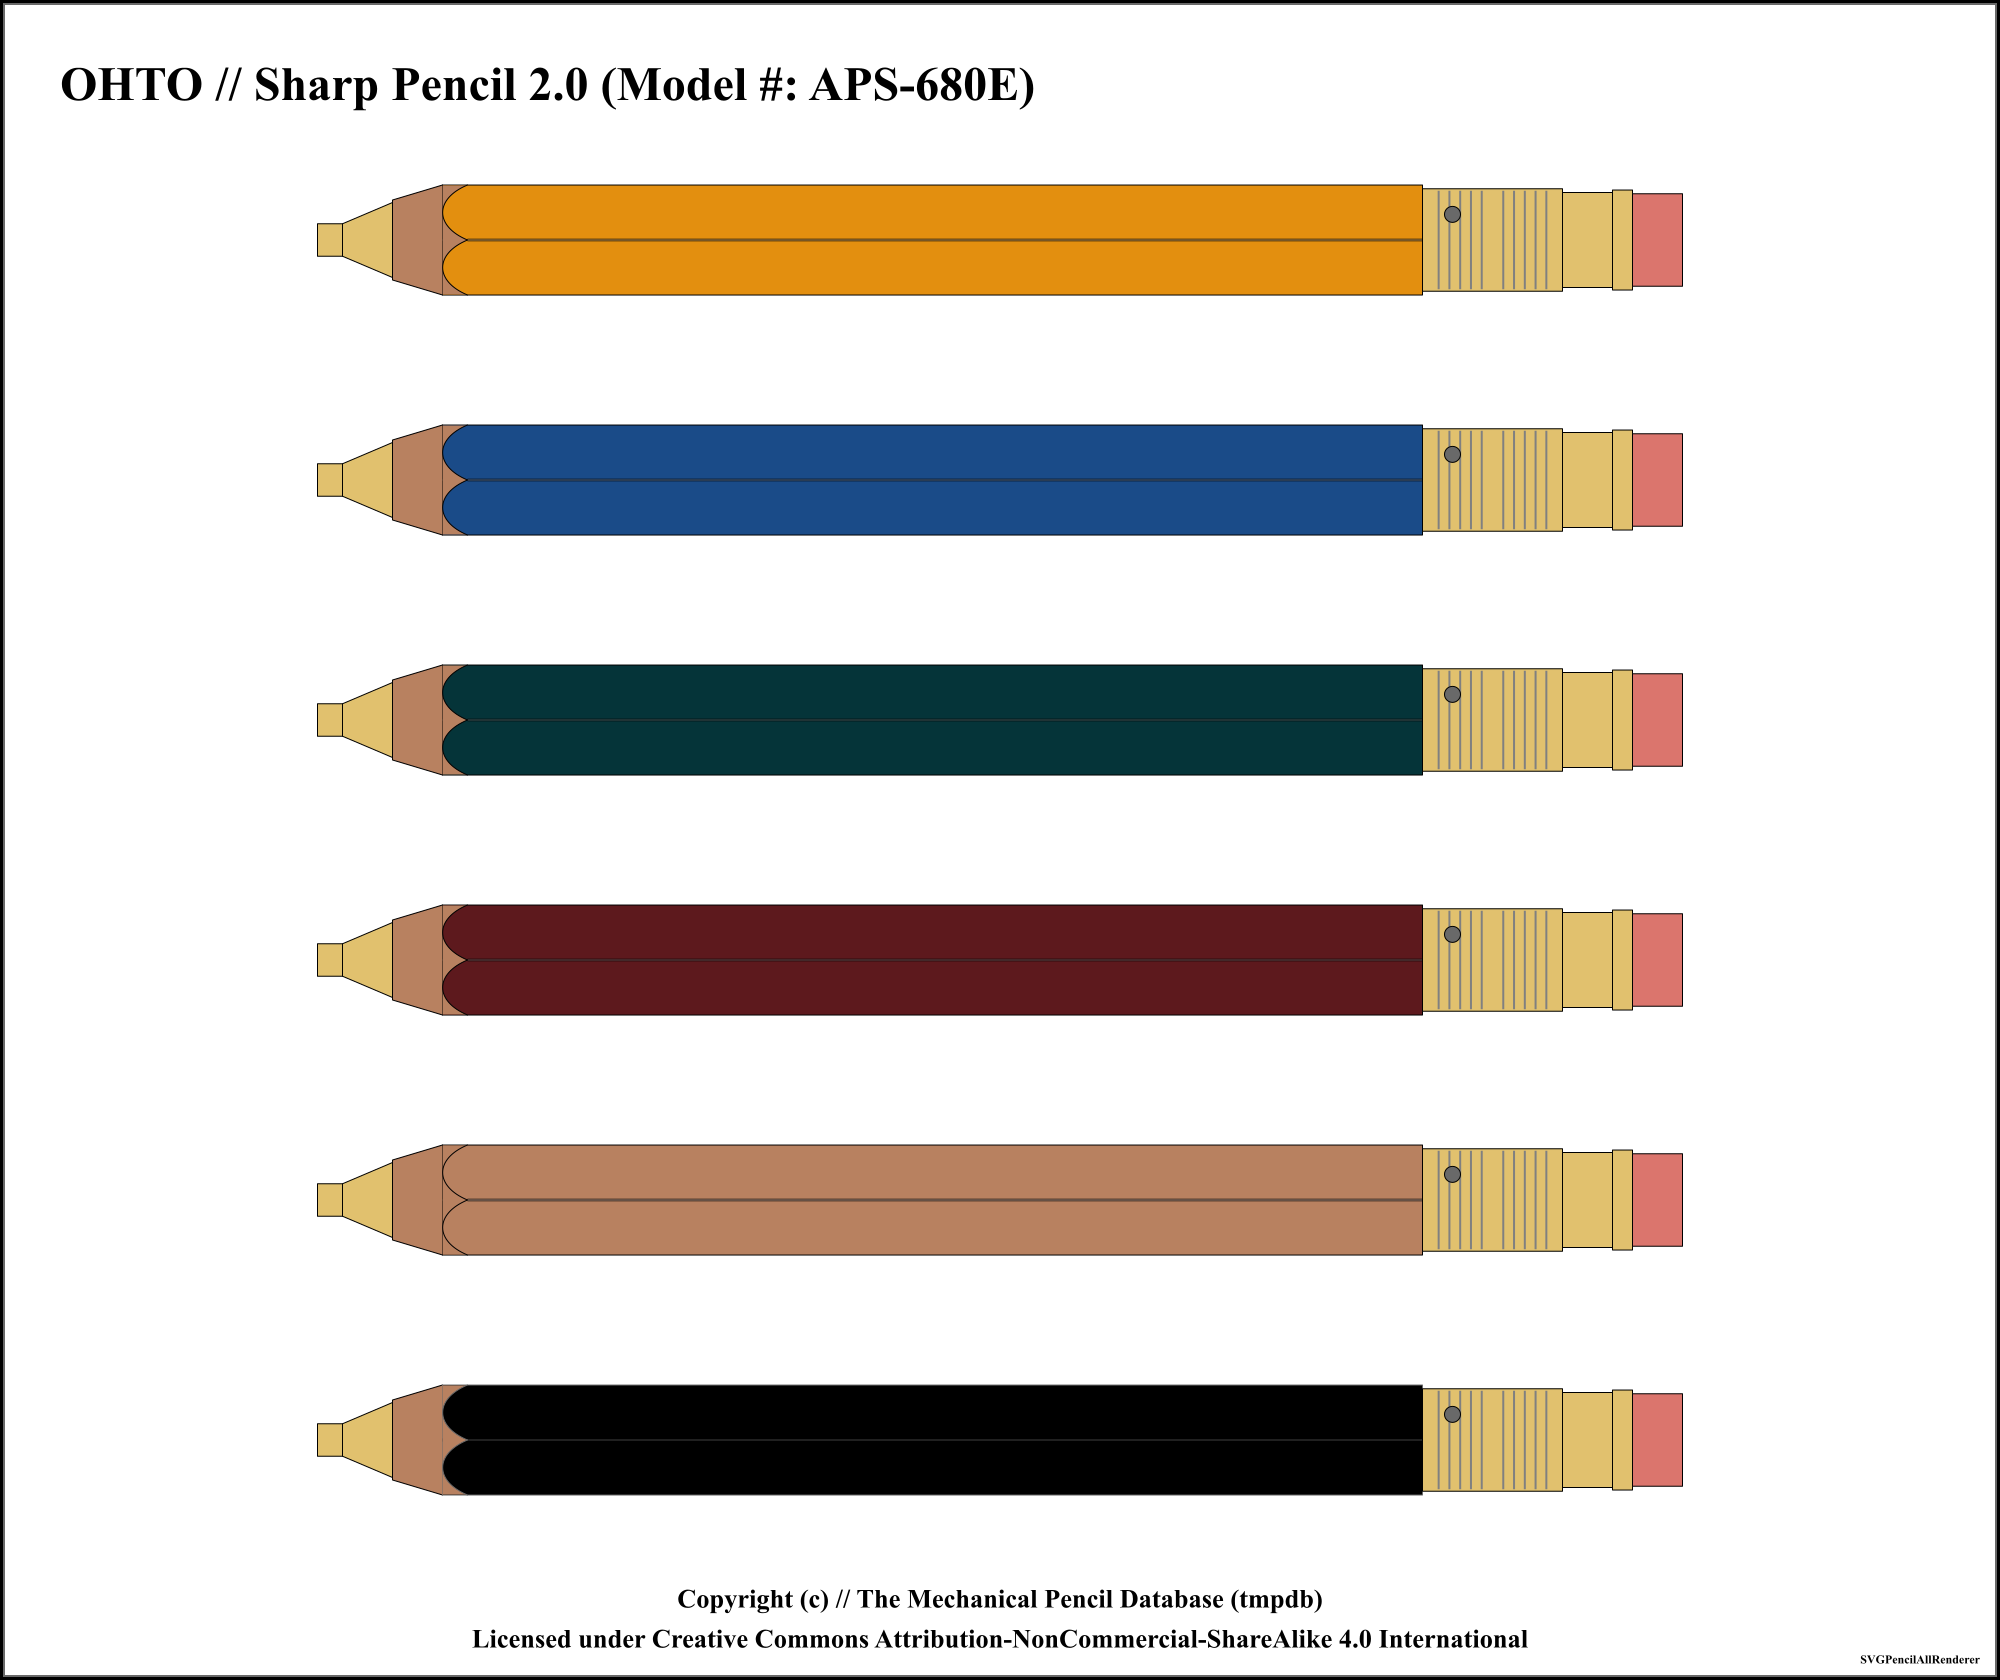 OHTO // Sharp Pencil 2.0 (Model #: APS-680E)
Copyright (c) // The Mechanical Pencil Database (tmpdb)
Licensed under Creative Commons Attribution-NonCommercial-ShareAlike 4.0 International
SVGPencilAllRenderer